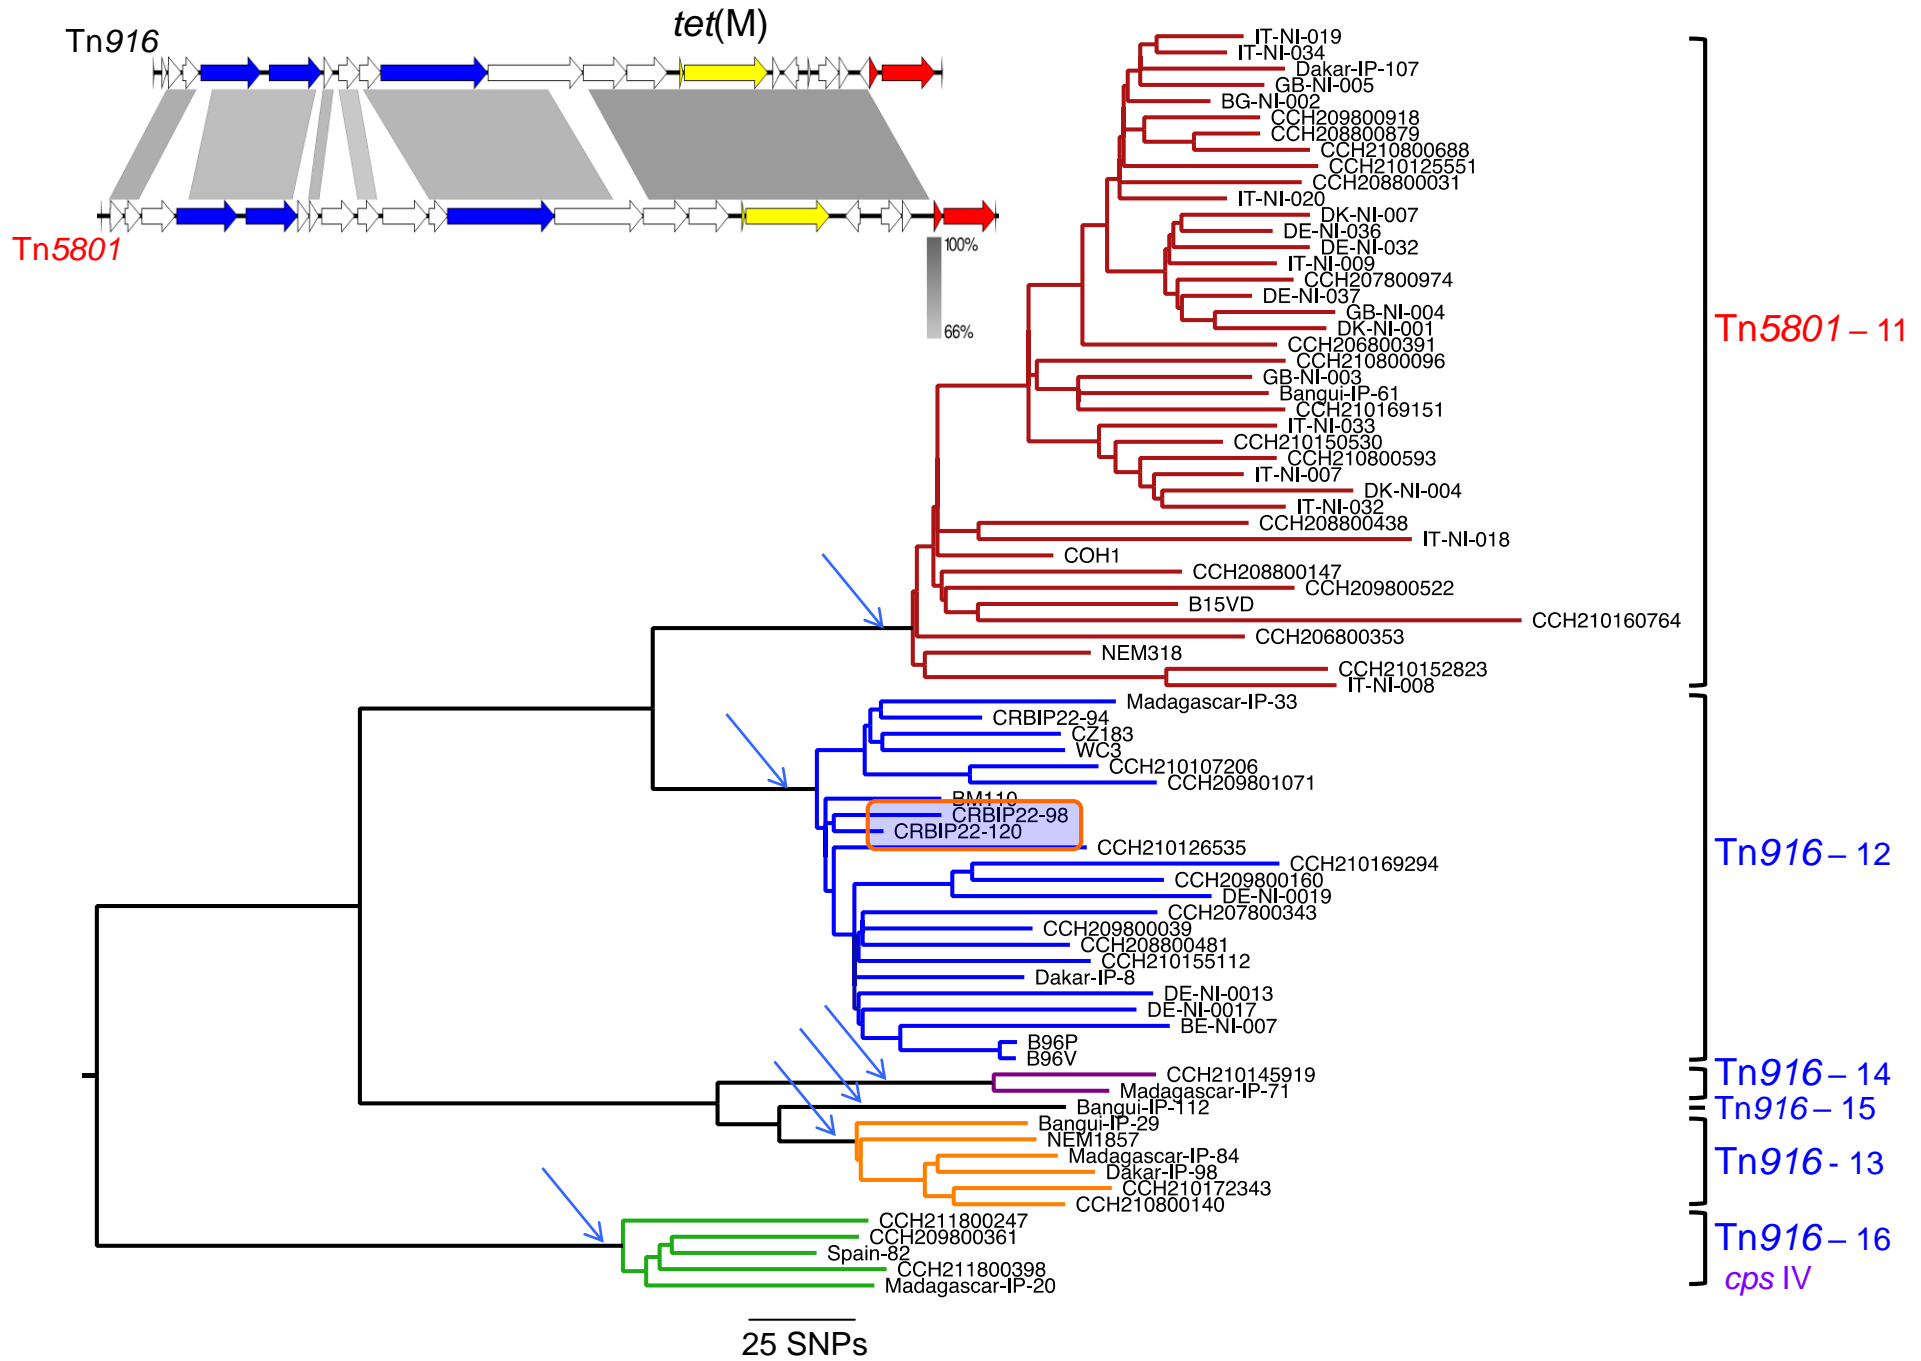 tet(M)
Tn916
Tn5801
100%
66%
IT-NI-019
IT-NI-034
Dakar-IP-107
GB-NI-005
BG-NI-002
CCH209800918
CCH208800879
CCH210800688
CCH210125551
CCH208800031
IT-NI-020
DK-NI-007
DE-NI-036
DE-NI-032
IT-NI-009
CCH207800974
DE-NI-037
GB-NI-004
DK-NI-001
CCH206800391
CCH210800096
GB-NI-003
Bangui-IP-61
CCH210169151
IT-NI-033
CCH210150530
CCH210800593
IT-NI-007
DK-NI-004
IT-NI-032
CCH208800438
IT-NI-018
COH1
CCH208800147
CCH209800522
B15VD
CCH210160764
CCH206800353
NEM318
CCH210152823
IT-NI-008
Tn5801 – 11
Madagascar-IP-33
CRBIP22-94
CZ183
WC3
CCH210107206
CCH209801071
BM110
CRBIP22-98
CRBIP22-120
CCH210126535
CCH210169294
CCH209800160
DE-NI-0019
CCH207800343
CCH209800039
CCH208800481
CCH210155112
Dakar-IP-8
DE-NI-0013
DE-NI-0017
BE-NI-007
B96P
B96V
Tn916 – 12
CCH210145919
Madagascar-IP-71
Tn916 – 14
Bangui-IP-112
Tn916 – 15
Bangui-IP-29
NEM1857
Madagascar-IP-84
Dakar-IP-98
CCH210172343
CCH210800140
Tn916 - 13
CCH211800247
CCH209800361
Spain-82
CCH211800398
Madagascar-IP-20
Tn916 – 16
cps IV
25 SNPs